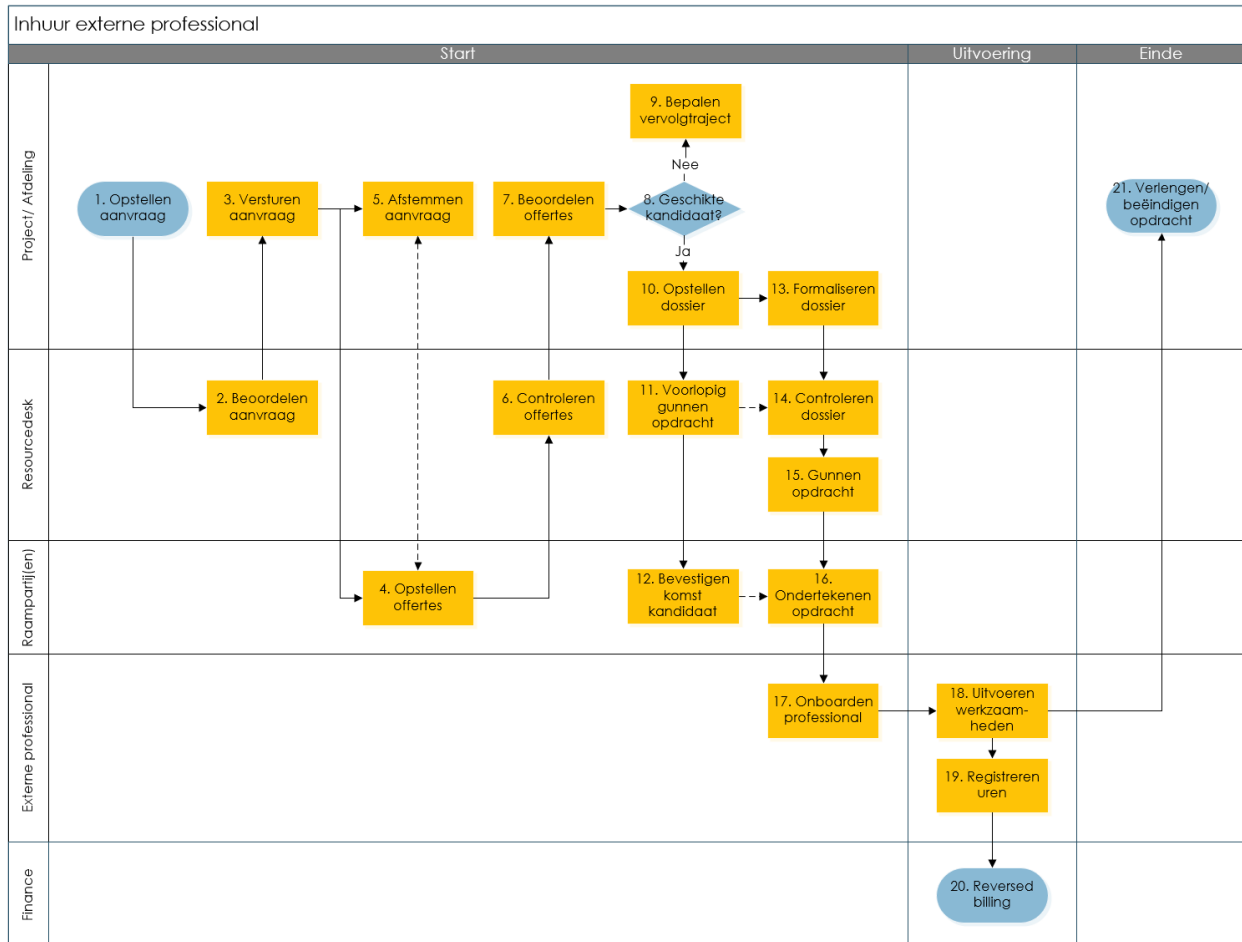 Inhuur externe professional
Start
Uitvoering
Einde
Project/ Afdeling
9. Bepalen
vervolgtraject
Nee
1. Opstellen
aanvraag
3. Versturen
aanvraag
5. Afstemmen
aanvraag
7. Beoordelen
offertes
8. Geschikte
kandidaat?
21. Verlengen/
beëindigen
opdracht
Ja
10. Opstellen
dossier
13. Formaliseren
dossier
Resourcedesk
2. Beoordelen
aanvraag
6. Controleren
offertes
11. Voorlopig
gunnen
opdracht
14. Controleren
dossier
15. Gunnen
opdracht
Raampartij(en)
4. Opstellen
offertes
12. Bevestigen
komst
kandidaat
16.
Ondertekenen
opdracht
Externe professional
17. Onboarden
professional
18. Uitvoeren
werkzaam-
heden
19. Registreren
uren
Finance
20. Reversed
billing